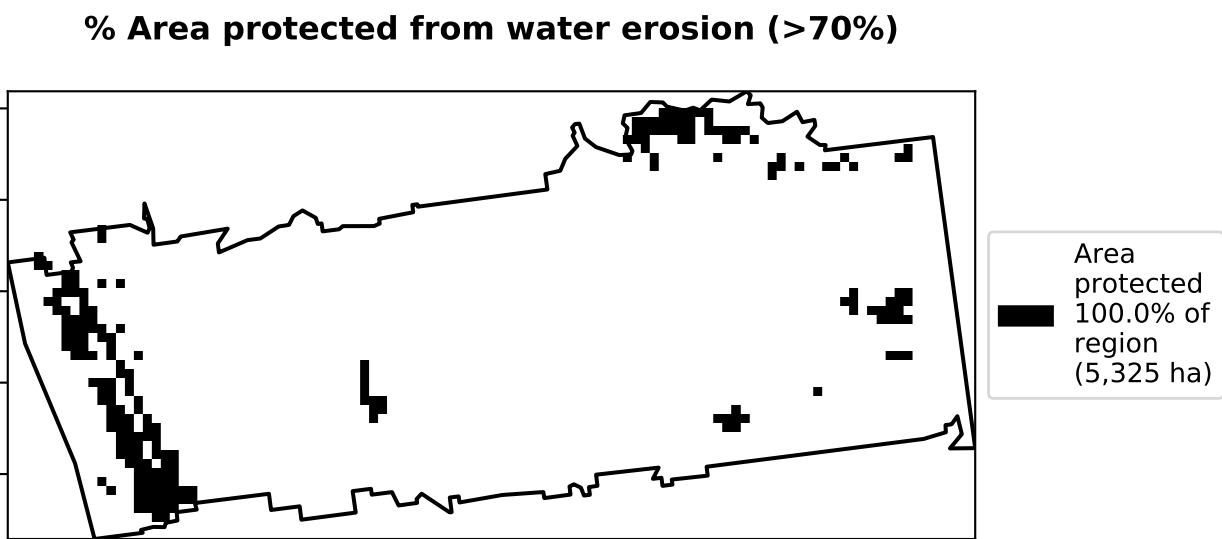 % Area protected from water erosion (>70%)
Area
protected
100.0% of
region
(5,325 ha)